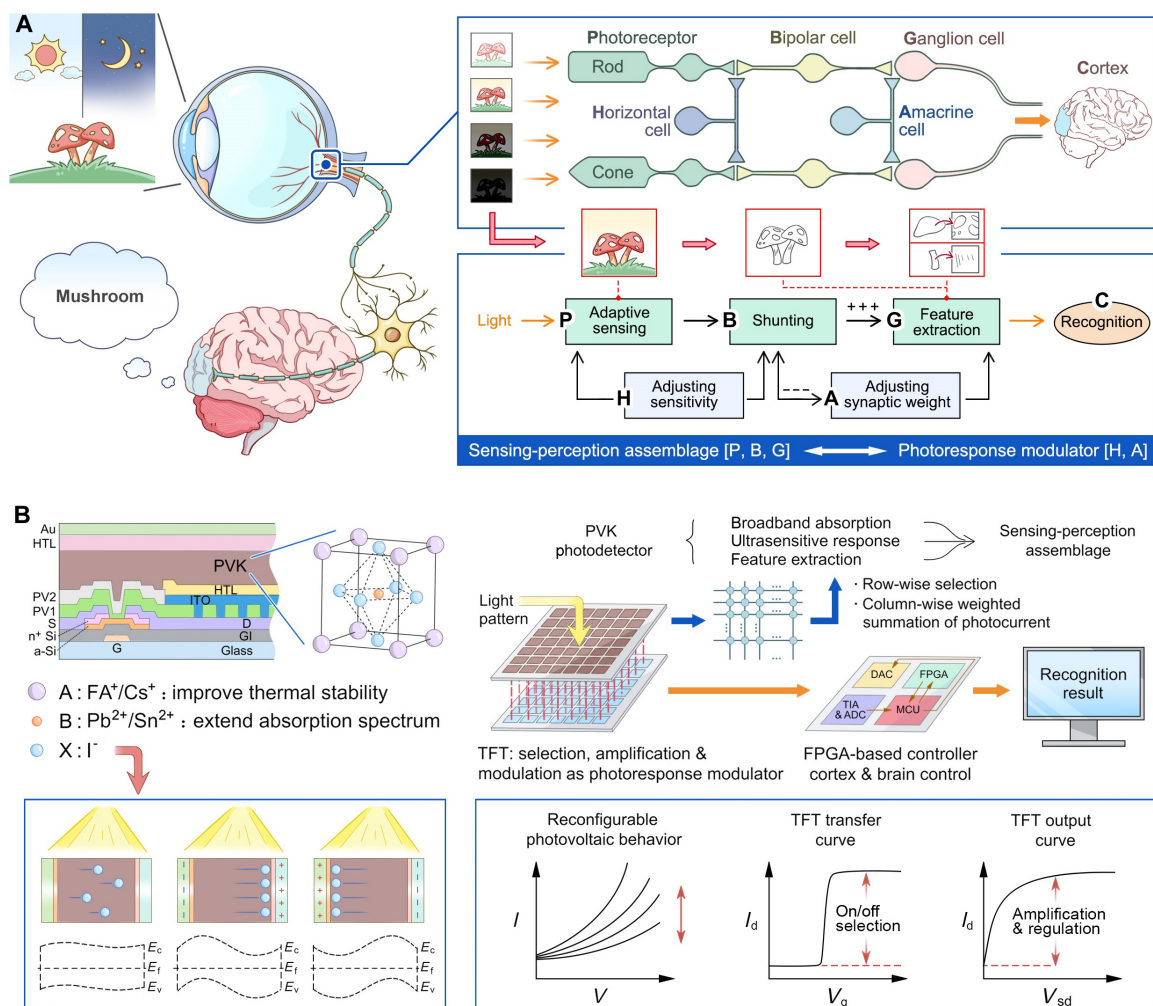 A
Photoreceptor
Bipolar cell
Ganglion cell
Rod
Cortex
Horizontal
cell
Amacrine
cell
Cone
Mushroom
Light
P
Adaptive
sensing
B
Shunting
+++
G
Feature
extraction
C
Recognition
H
Adjusting
sensitivity
A
Adjusting
synaptic weight
Sensing-perception assemblage [P, B, G]
Photoresponse modulator [H, A]
B
Au
HTL
PVK
HTL
PV2
ITO
PV1
S
D
n⁺ Si
GI
a-Si
G
Glass
A : FA⁺/Cs⁺ : improve thermal stability
B : Pb²⁺/Sn²⁺ : extend absorption spectrum
X : I⁻
− − − −
− − − −
− − − −
+ + + + +
+ + + +
− − − − −
Ec
Ef
Ev
Ec
Ef
Ev
Ec
Ef
Ev
PVK
photodetector
Broadband absorption
Ultrasensitive response
Feature extraction
Sensing-perception
assemblage
Light
pattern
...
...
...
...
· Row-wise selection
· Column-wise weighted
summation of photocurrent
DAC
FPGA
TIA
& ADC
MCU
Recognition
result
TFT: selection, amplification &
modulation as photoresponse modulator
FPGA-based controller
cortex & brain control
Reconfigurable
photovoltaic behavior
I
V
TFT transfer
curve
Id
On/off
selection
Vg
TFT output
curve
Id
Amplification
& regulation
Vsd